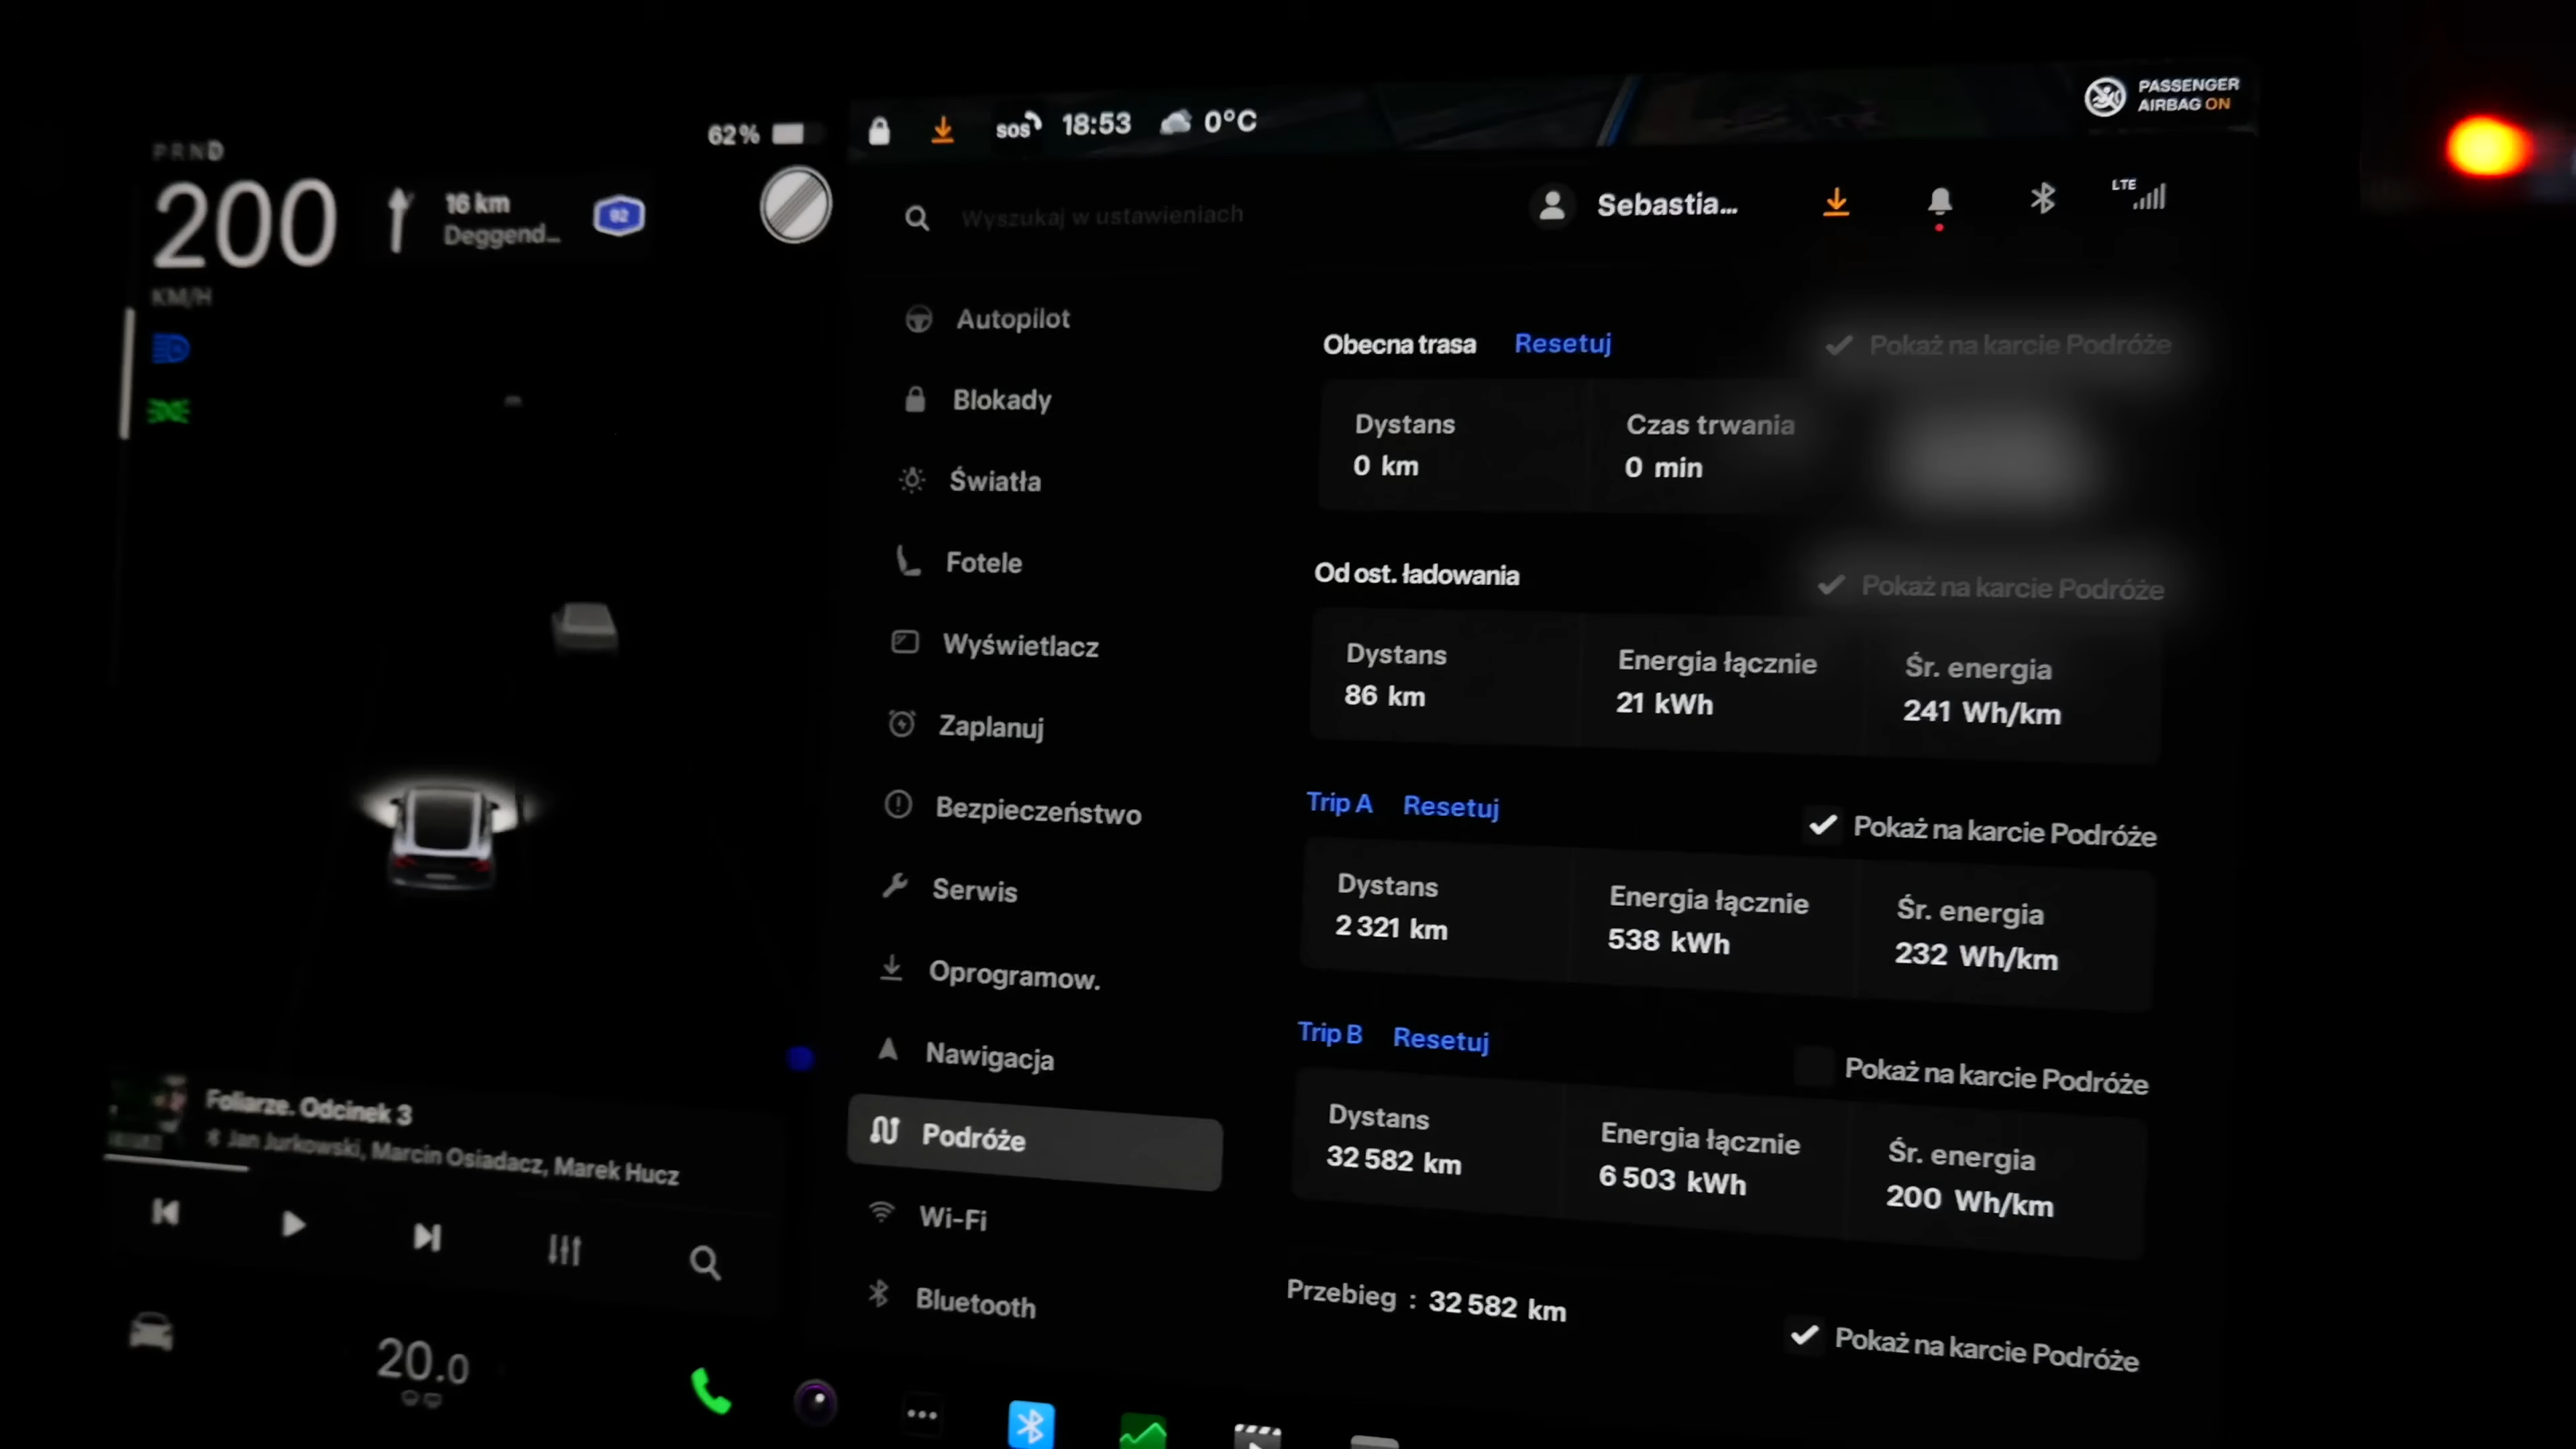 PRND
200
KM/H
16 km
Deggend...
92
62%
sos
18:53
0°C
PASSENGER
AIRBAG ON
Wyszukaj w ustawieniach
Sebastia...
LTE
Autopilot
Blokady
Światła
Fotele
Wyświetlacz
Zaplanuj
Bezpieczeństwo
Serwis
Oprogramow.
Nawigacja
Podróże
Wi-Fi
Bluetooth
Obecna trasa Resetuj
Pokaż na karcie Podróże
Dystans
0 km
Czas trwania
0 min
Od ost. ładowania
Pokaż na karcie Podróże
Dystans
86 km
Energia łącznie
21 kWh
Śr. energia
241 Wh/km
Trip A Resetuj
Pokaż na karcie Podróże
Dystans
2 321 km
Energia łącznie
538 kWh
Śr. energia
232 Wh/km
Trip B Resetuj
Pokaż na karcie Podróże
Dystans
32 582 km
Energia łącznie
6 503 kWh
Śr. energia
200 Wh/km
Przebieg : 32 582 km
Pokaż na karcie Podróże
Foliarze. Odcinek 3
Jan Jurkowski, Marcin Osiadacz, Marek Hucz
20.0